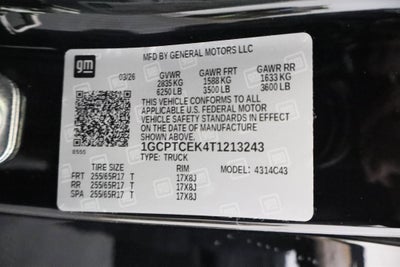 gm
MFD BY GENERAL MOTORS LLC
03/26 GVWR GAWR FRT GAWR RR
2835 KG 1588 KG 1633 KG
6250 LB 3500 LB 3600 LB
THIS VEHICLE CONFORMS TO ALL
APPLICABLE U.S. FEDERAL MOTOR
VEHICLE SAFETY STANDARDS IN EFFECT
ON THE DATE OF MANUFACTURE
SHOWN ABOVE
8555 1GCPTCEK4T1213243
TYPE: TRUCK
TIRE SIZE RIM MODEL: 4314C43
FRT 255/65R17 T 17X8J
RR 255/65R17 T 17X8J
SPA 255/65R17 T 17X8J